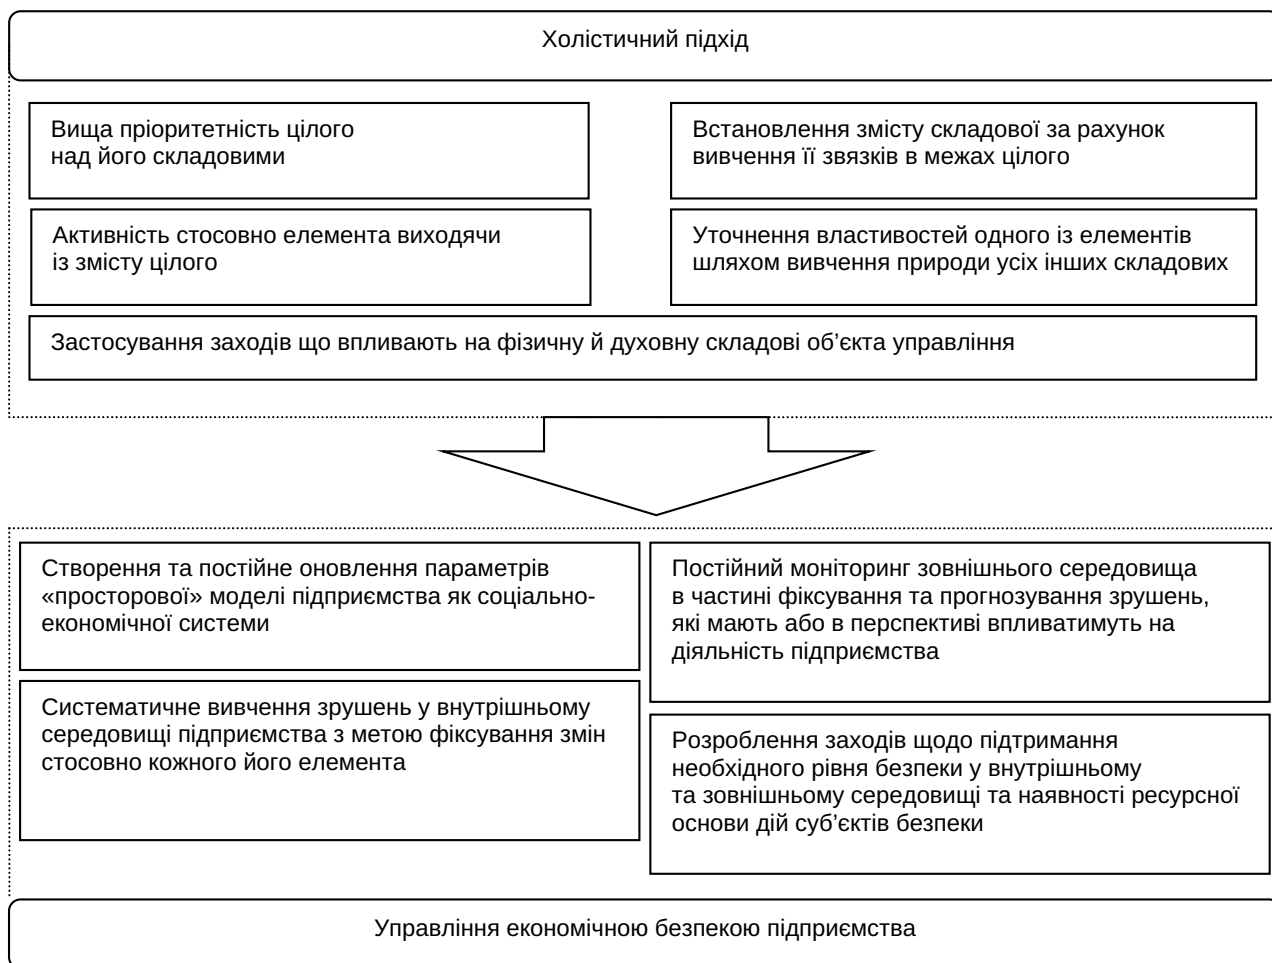 Холістичний підхід
Вища пріоритетність цілого
над його складовими
Встановлення змісту складової за рахунок
вивчення її звязків в межах цілого
Активність стосовно елемента виходячи
із змісту цілого
Уточнення властивостей одного із елементів
шляхом вивчення природи усіх інших складових
Застосування заходів що впливають на фізичну й духовну складові об’єкта управління
Створення та постійне оновлення параметрів
«просторової» моделі підприємства як соціально-
економічної системи
Постійний моніторинг зовнішнього середовища
в частині фіксування та прогнозування зрушень,
які мають або в перспективі впливатимуть на
діяльність підприємства
Систематичне вивчення зрушень у внутрішньому
середовищі підприємства з метою фіксування змін
стосовно кожного його елемента
Розроблення заходів щодо підтримання
необхідного рівня безпеки у внутрішньому
та зовнішньому середовищі та наявності ресурсної
основи дій суб’єктів безпеки
Управління економічною безпекою підприємства